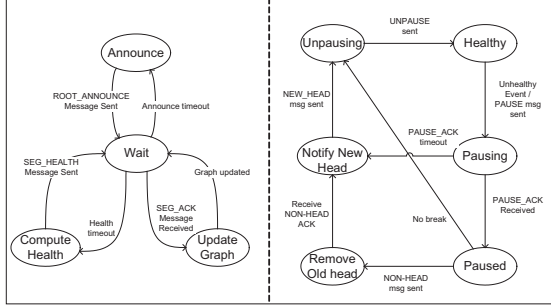 Announce
ROOT_ANNOUNCE
Message Sent
Announce timeout
Wait
SEG_HEALTH
Message Sent
Graph updated
Health
timeout
SEG_ACK
Message
Received
Compute
Health
Update
Graph
UNPAUSE
sent
Unpausing
Healthy
NEW_HEAD
msg sent
Unhealthy
Event /
PAUSE msg
sent
PAUSE_ACK
timeout
Notify New
Head
Pausing
Receive
NON-HEAD
ACK
No break
PAUSE_ACK
Received
Remove
Old head
NON-HEAD
msg sent
Paused